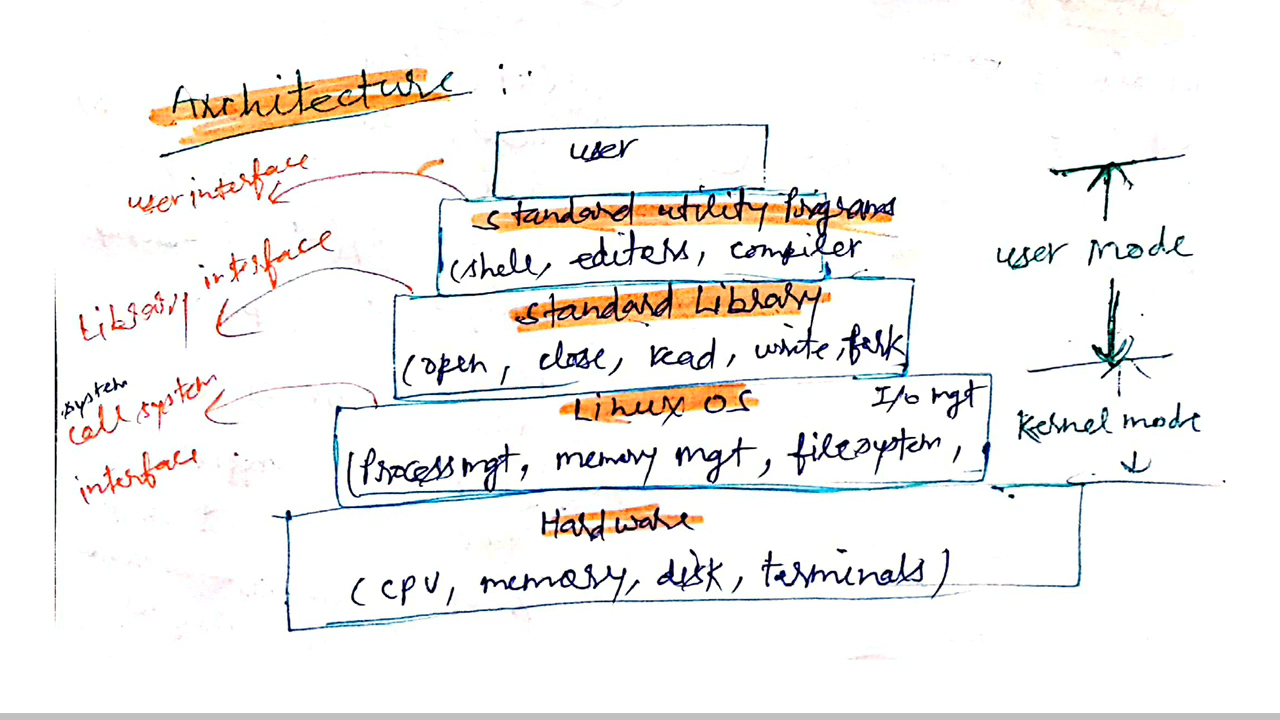 Architecture :
user
user interface
Standard utility Programs
(shell, editers, compiler
Library interface
Standard Library
(open, close, read, write, fork
system
call system
interface
Linux OS
I/o mgt
(Process mgt, memory mgt, filesystem,
Hardware
(CPU, memory, disk, terminals)
user mode
Kernel mode